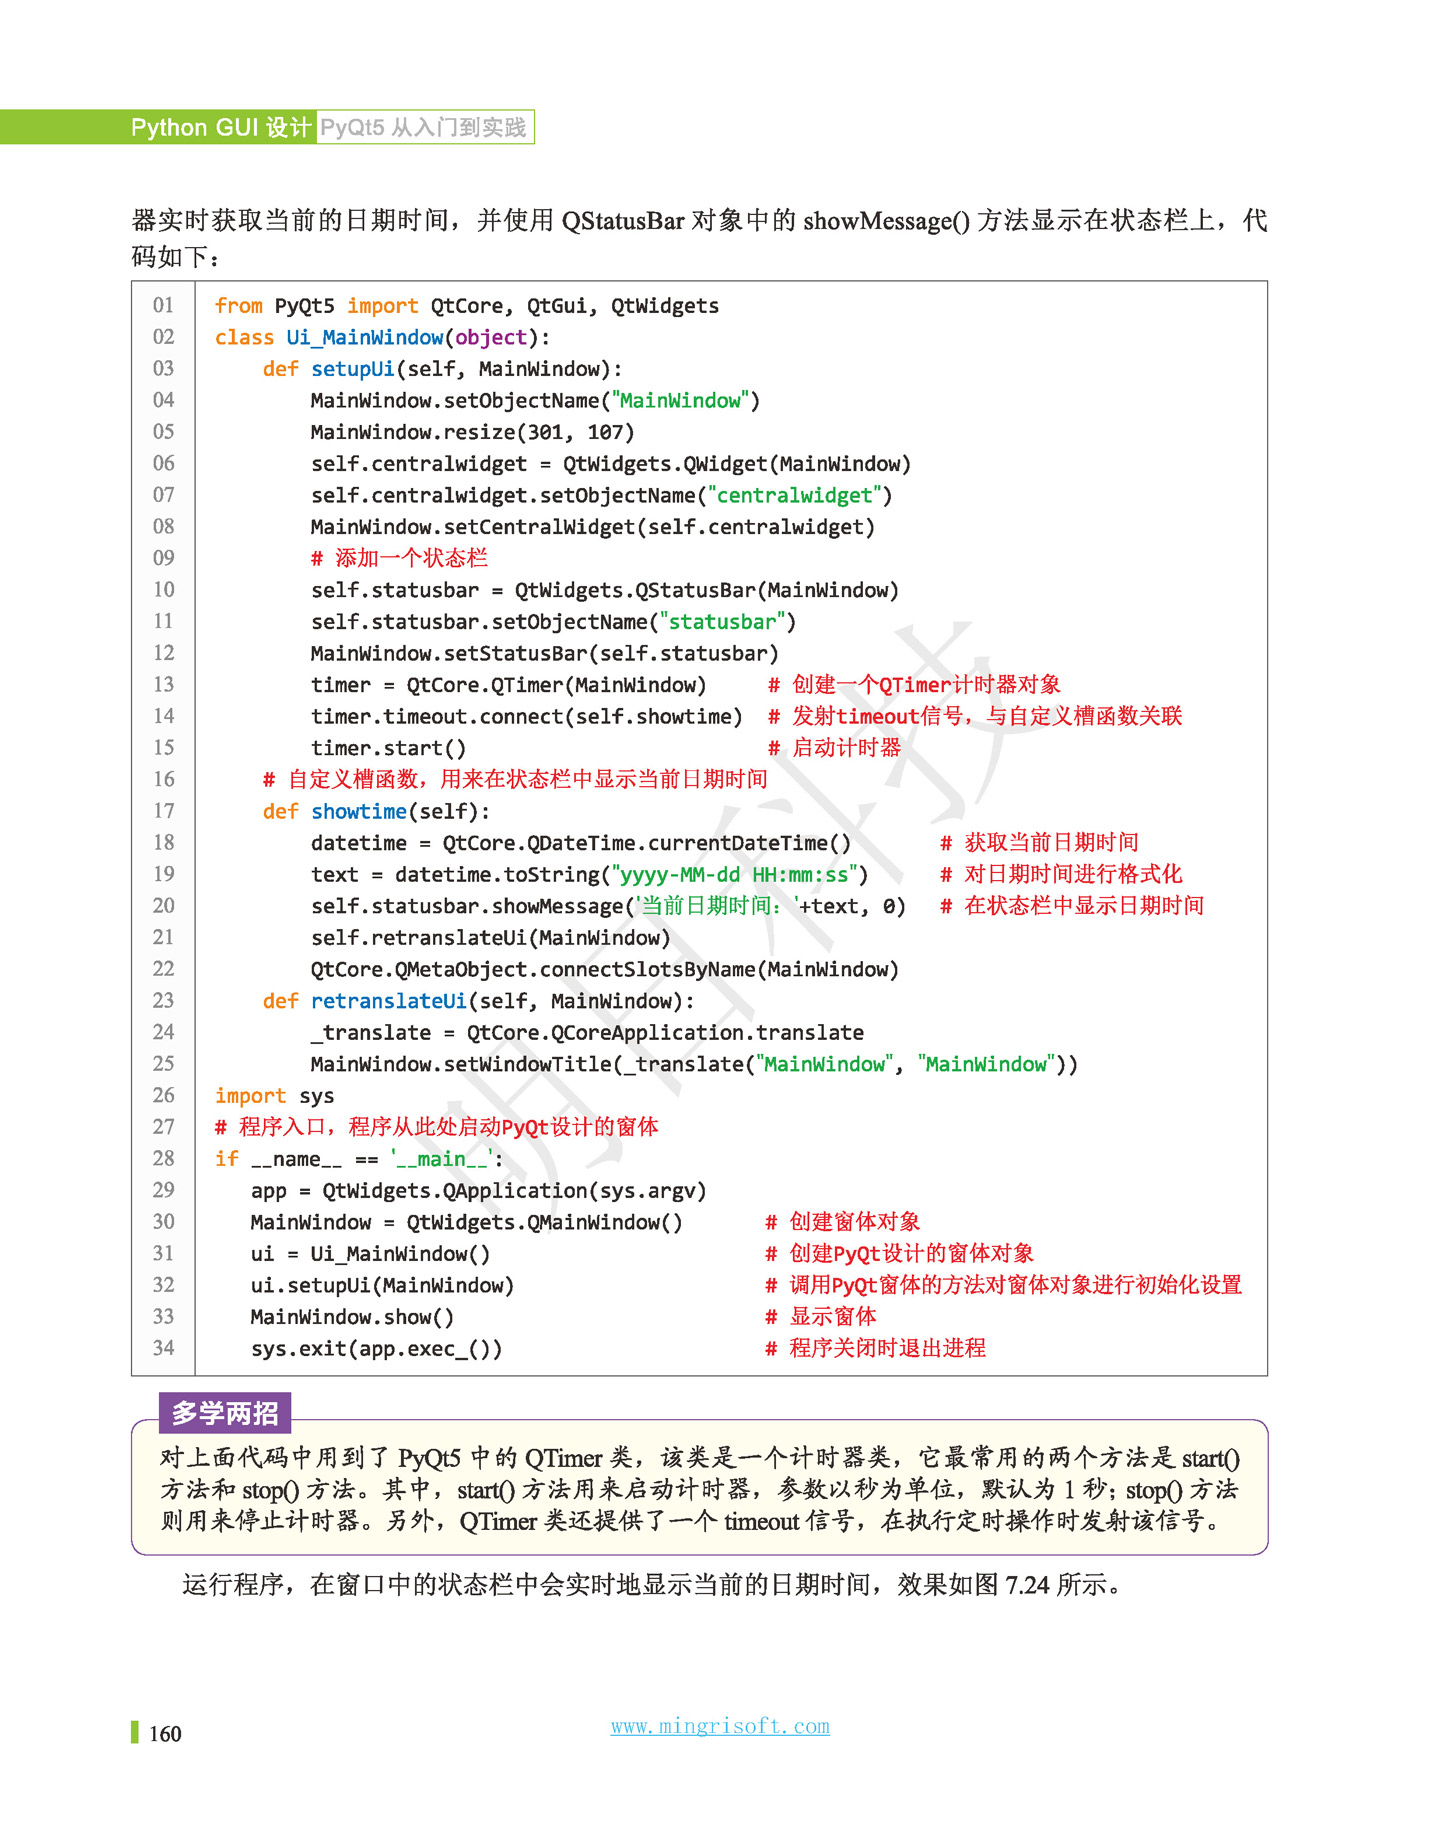 Python GUI 设计 PyQt5 从入门到实践
器实时获取当前的日期时间，并使用 QStatusBar 对象中的 showMessage() 方法显示在状态栏上，代
码如下：
01 from PyQt5 import QtCore, QtGui, QtWidgets
02 class Ui_MainWindow(object):
03     def setupUi(self, MainWindow):
04         MainWindow.setObjectName("MainWindow")
05         MainWindow.resize(301, 107)
06         self.centralwidget = QtWidgets.QWidget(MainWindow)
07         self.centralwidget.setObjectName("centralwidget")
08         MainWindow.setCentralWidget(self.centralwidget)
09         # 添加一个状态栏
10         self.statusbar = QtWidgets.QStatusBar(MainWindow)
11         self.statusbar.setObjectName("statusbar")
12         MainWindow.setStatusBar(self.statusbar)
13         timer = QtCore.QTimer(MainWindow)     # 创建一个QTimer计时器对象
14         timer.timeout.connect(self.showtime)  # 发射timeout信号，与自定义槽函数关联
15         timer.start()                         # 启动计时器
16     # 自定义槽函数，用来在状态栏中显示当前日期时间
17     def showtime(self):
18         datetime = QtCore.QDateTime.currentDateTime()       # 获取当前日期时间
19         text = datetime.toString("yyyy-MM-dd HH:mm:ss")      # 对日期时间进行格式化
20         self.statusbar.showMessage('当前日期时间：'+text, 0)   # 在状态栏中显示日期时间
21         self.retranslateUi(MainWindow)
22         QtCore.QMetaObject.connectSlotsByName(MainWindow)
23     def retranslateUi(self, MainWindow):
24         _translate = QtCore.QCoreApplication.translate
25         MainWindow.setWindowTitle(_translate("MainWindow", "MainWindow"))
26 import sys
27 # 程序入口，程序从此处启动PyQt设计的窗体
28 if __name__ == '__main__':
29    app = QtWidgets.QApplication(sys.argv)
30    MainWindow = QtWidgets.QMainWindow()       # 创建窗体对象
31    ui = Ui_MainWindow()                       # 创建PyQt设计的窗体对象
32    ui.setupUi(MainWindow)                     # 调用PyQt窗体的方法对窗体对象进行初始化设置
33    MainWindow.show()                          # 显示窗体
34    sys.exit(app.exec_())                      # 程序关闭时退出进程
明日科技
多学两招
对上面代码中用到了 PyQt5 中的 QTimer 类，该类是一个计时器类，它最常用的两个方法是 start()
方法和 stop() 方法。其中，start() 方法用来启动计时器，参数以秒为单位，默认为 1 秒；stop() 方法
则用来停止计时器。另外，QTimer 类还提供了一个 timeout 信号，在执行定时操作时发射该信号。
运行程序，在窗口中的状态栏中会实时地显示当前的日期时间，效果如图 7.24 所示。
160
www.mingrisoft.com